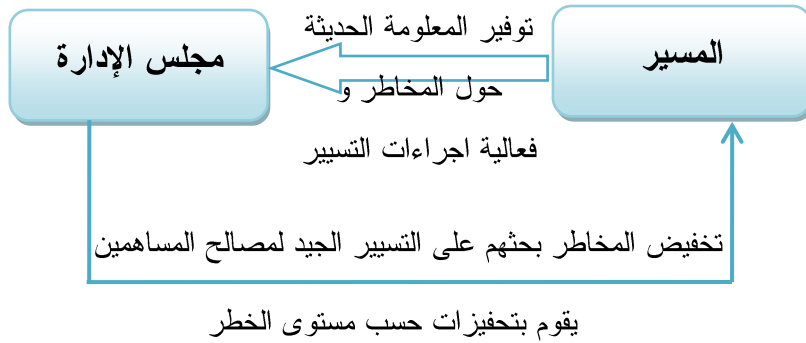 المسير
توفير المعلومة الحديثة
حول المخاطر و
فعالية اجراءات التسيير
مجلس الإدارة
تخفيض المخاطر بحثهم على التسيير الجيد لمصالح المساهمين
يقوم بتحفيزات حسب مستوى الخطر